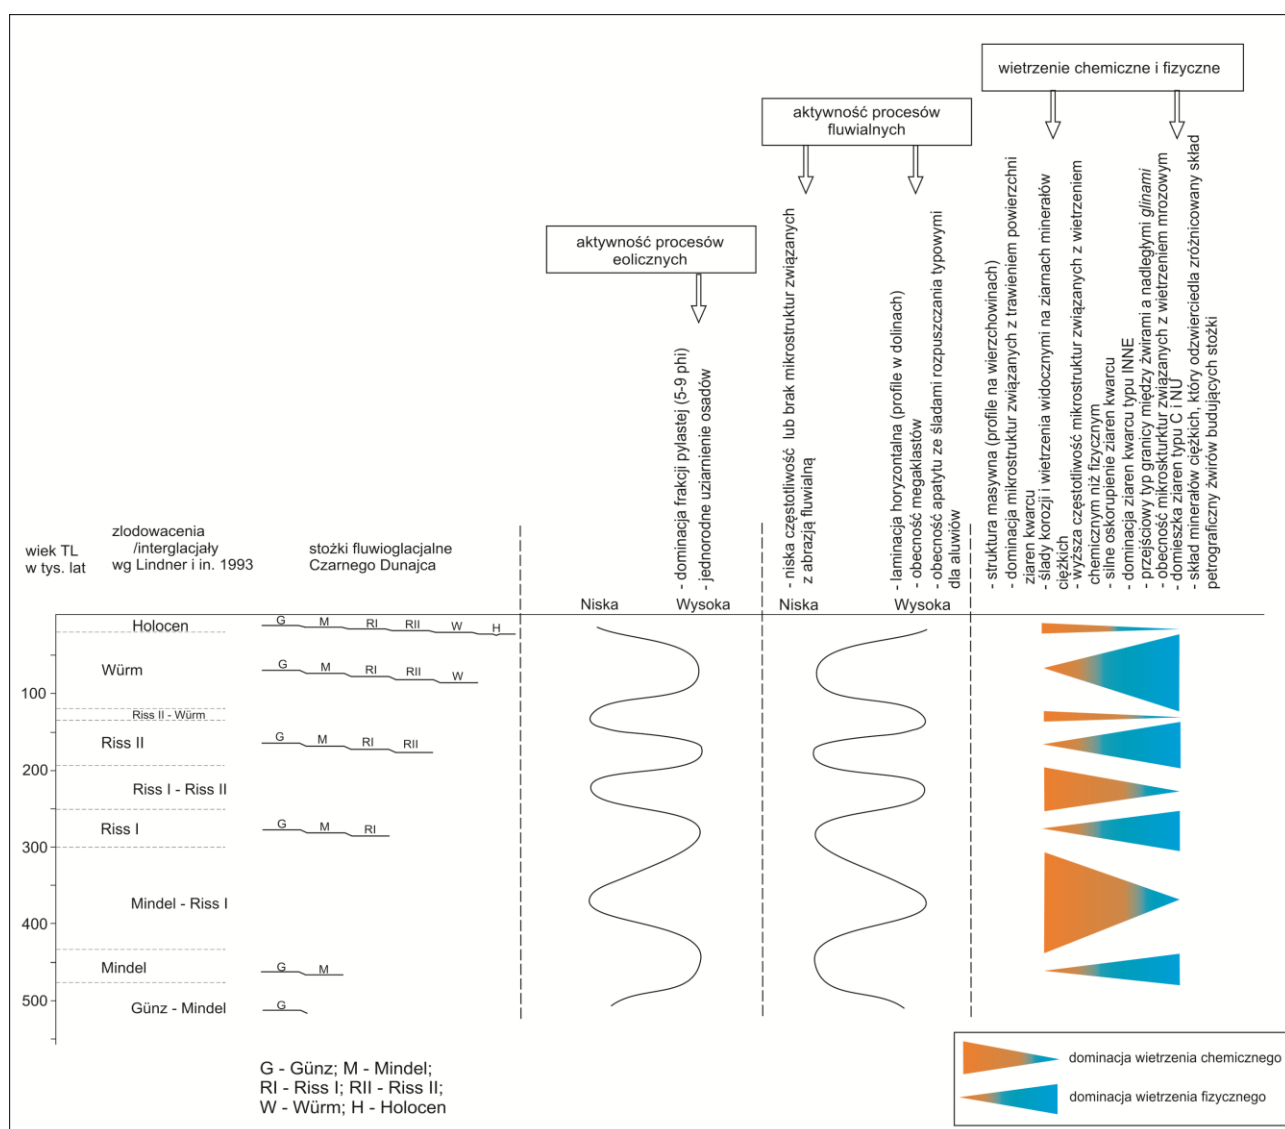 wietrzenie chemiczne i fizyczne
aktywność procesów
fluwialnych
aktywność procesów
eolicznych
- dominacja frakcji pylastej (5-9 phi)
- jednorodne uziarnienie osadów
- niska częstotliwość lub brak mikrostruktur związanych
z abrazją fluwialną
- laminacja horyzontalna (profile w dolinach)
- obecność megaklastów
- obecność apatytu ze śladami rozpuszczania typowymi
dla aluwiów
- struktura masywna (profile na wierzchowinach)
- dominacja mikrostruktur związanych z trawieniem powierzchni
ziaren kwarcu
- ślady korozji i wietrzenia widocznymi na ziarnach minerałów
ciężkich
- wyższa częstotliwość mikrostruktur związanych z wietrzeniem
chemicznym niż fizycznym
- silne oskorupienie ziaren kwarcu
- dominacja ziaren kwarcu typu INNE
- przejściowy typ granicy między żwirami a nadległymi glinami
- obecność mikroskturktur związanych z wietrzeniem mrozowym
- domieszka ziaren typu C i NU
- skład minerałów ciężkich, który odzwierciedla zróżnicowany skład
petrograficzny żwirów budujących stożki
wiek TL
w tys. lat
zlodowacenia
/interglacjały
wg Lindner i in. 1993
stożki fluwioglacjalne
Czarnego Dunajca
Niska Wysoka Niska Wysoka
Holocen G M RI RII W H
Würm G M RI RII W
100
Riss II - Würm
Riss II G M RI RII
200
Riss I - Riss II
Riss I G M RI
300
Mindel - Riss I
400
Mindel G M
500 Günz - Mindel G
G - Günz; M - Mindel;
RI - Riss I; RII - Riss II;
W - Würm; H - Holocen
dominacja wietrzenia chemicznego
dominacja wietrzenia fizycznego